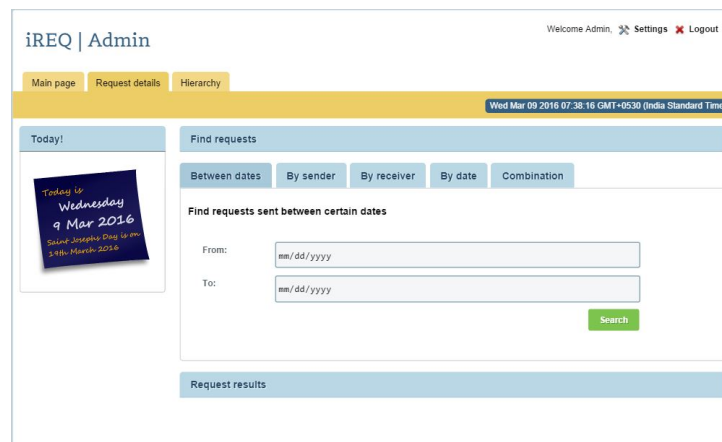 iREQ | Admin
Welcome Admin, Settings Logout
Main page Request details Hierarchy
Wed Mar 09 2016 07:38:16 GMT+0530 (India Standard Time
Today!
Today is
Wednesday
9 Mar 2016
Saint Josephs Day is on
19th March 2016
Find requests
Between dates By sender By receiver By date Combination
Find requests sent between certain dates
From:
mm/dd/yyyy
To:
mm/dd/yyyy
Search
Request results